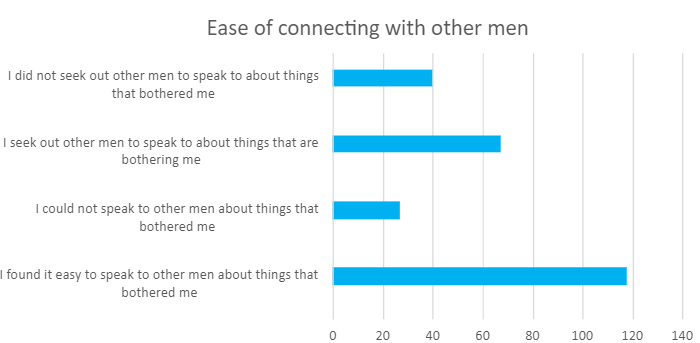 Ease of connecting with other men
I did not seek out other men to speak to about things
that bothered me
I seek out other men to speak to about things that are
bothering me
I could not speak to other men about things that
bothered me
I found it easy to speak to other men about things that
bothered me
0 20 40 60 80 100 120 140